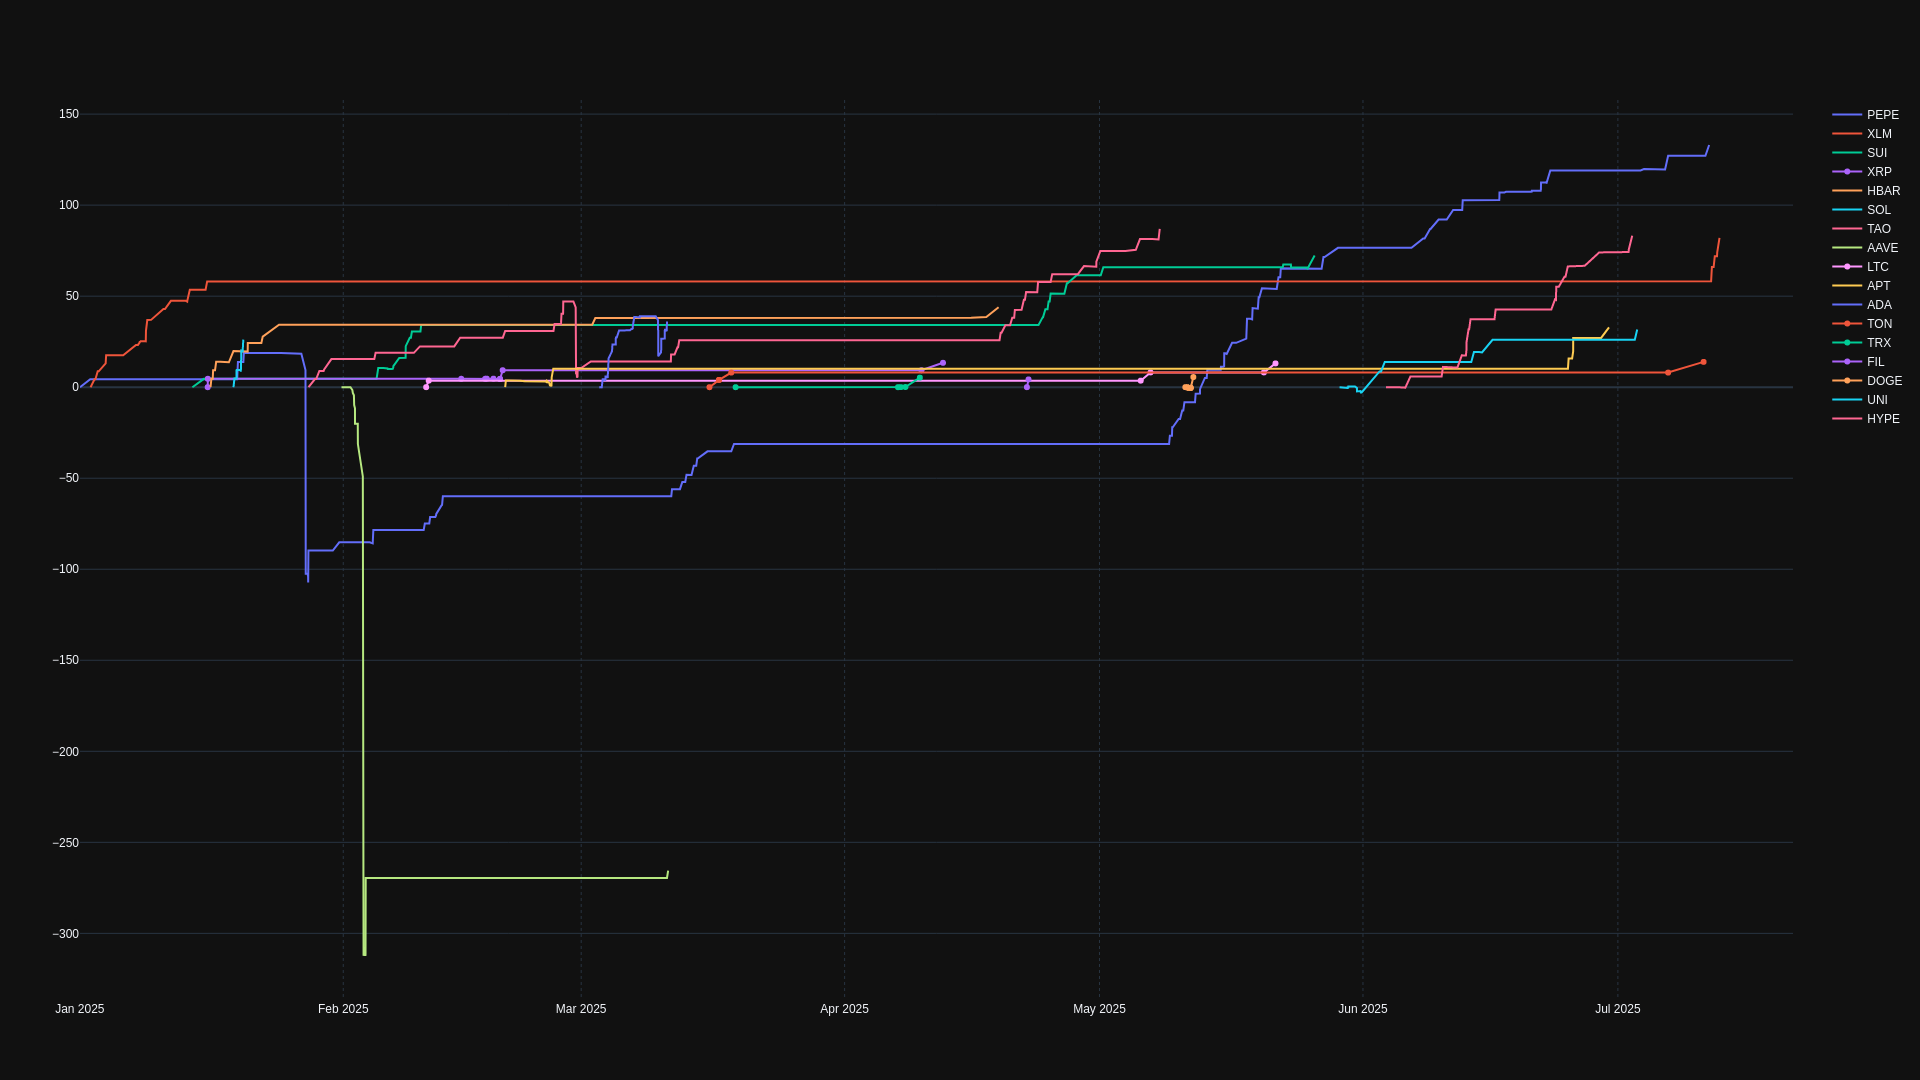 150
100
50
0
−50
−100
−150
−200
−250
−300
Jan 2025 Feb 2025 Mar 2025 Apr 2025 May 2025 Jun 2025 Jul 2025
PEPE
XLM
SUI
XRP
HBAR
SOL
TAO
AAVE
LTC
APT
ADA
TON
TRX
FIL
DOGE
UNI
HYPE